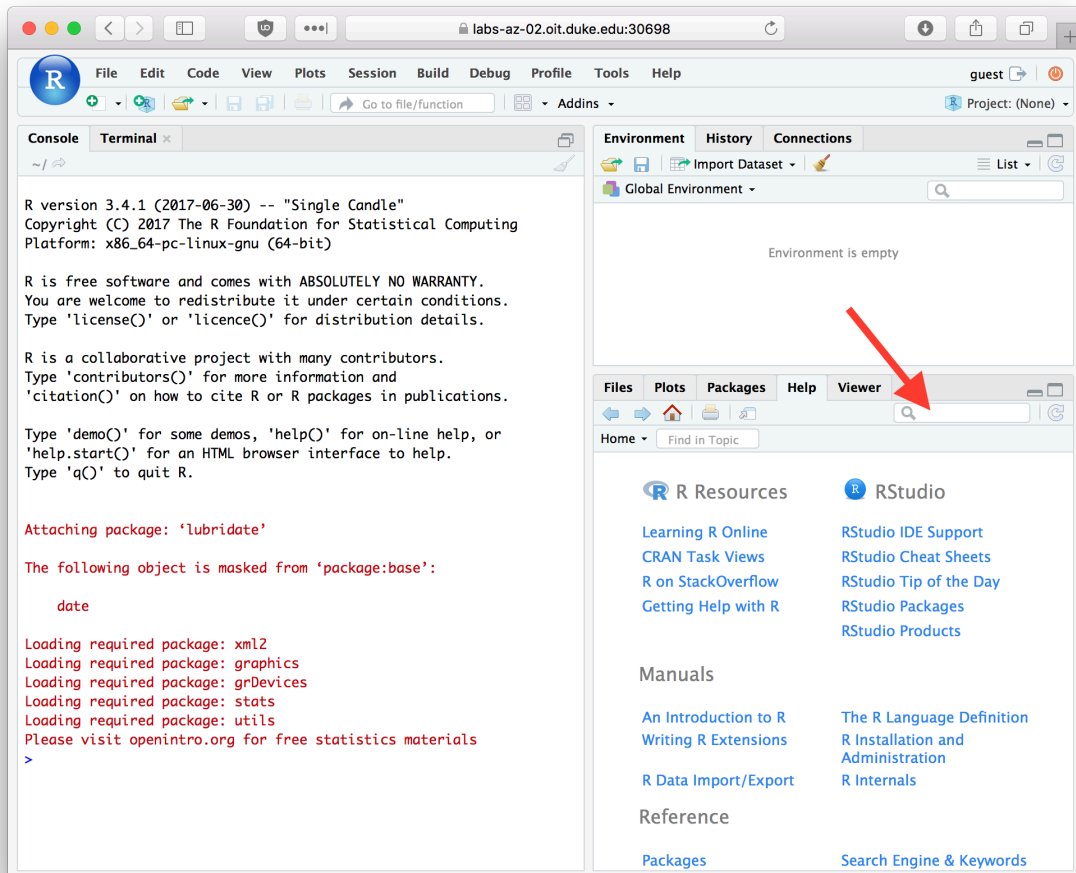 labs-az-02.oit.duke.edu:30698
R
File Edit Code View Plots Session Build Debug Profile Tools Help
guest
R
Go to file/function
Addins
R Project: (None)
Console Terminal
~/
R version 3.4.1 (2017-06-30) -- "Single Candle"
Copyright (C) 2017 The R Foundation for Statistical Computing
Platform: x86_64-pc-linux-gnu (64-bit)
R is free software and comes with ABSOLUTELY NO WARRANTY.
You are welcome to redistribute it under certain conditions.
Type 'license()' or 'licence()' for distribution details.
R is a collaborative project with many contributors.
Type 'contributors()' for more information and
'citation()' on how to cite R or R packages in publications.
Type 'demo()' for some demos, 'help()' for on-line help, or
'help.start()' for an HTML browser interface to help.
Type 'q()' to quit R.
Attaching package: ‘lubridate’
The following object is masked from ‘package:base’:
date
Loading required package: xml2
Loading required package: graphics
Loading required package: grDevices
Loading required package: stats
Loading required package: utils
Please visit openintro.org for free statistics materials
>
Environment History Connections
Import Dataset
List
Global Environment
Environment is empty
Files Plots Packages Help Viewer
Home
Find in Topic
R R Resources
Learning R Online
CRAN Task Views
R on StackOverflow
Getting Help with R
R RStudio
RStudio IDE Support
RStudio Cheat Sheets
RStudio Tip of the Day
RStudio Packages
RStudio Products
Manuals
An Introduction to R
Writing R Extensions
R Data Import/Export
The R Language Definition
R Installation and
Administration
R Internals
Reference
Packages
Search Engine & Keywords